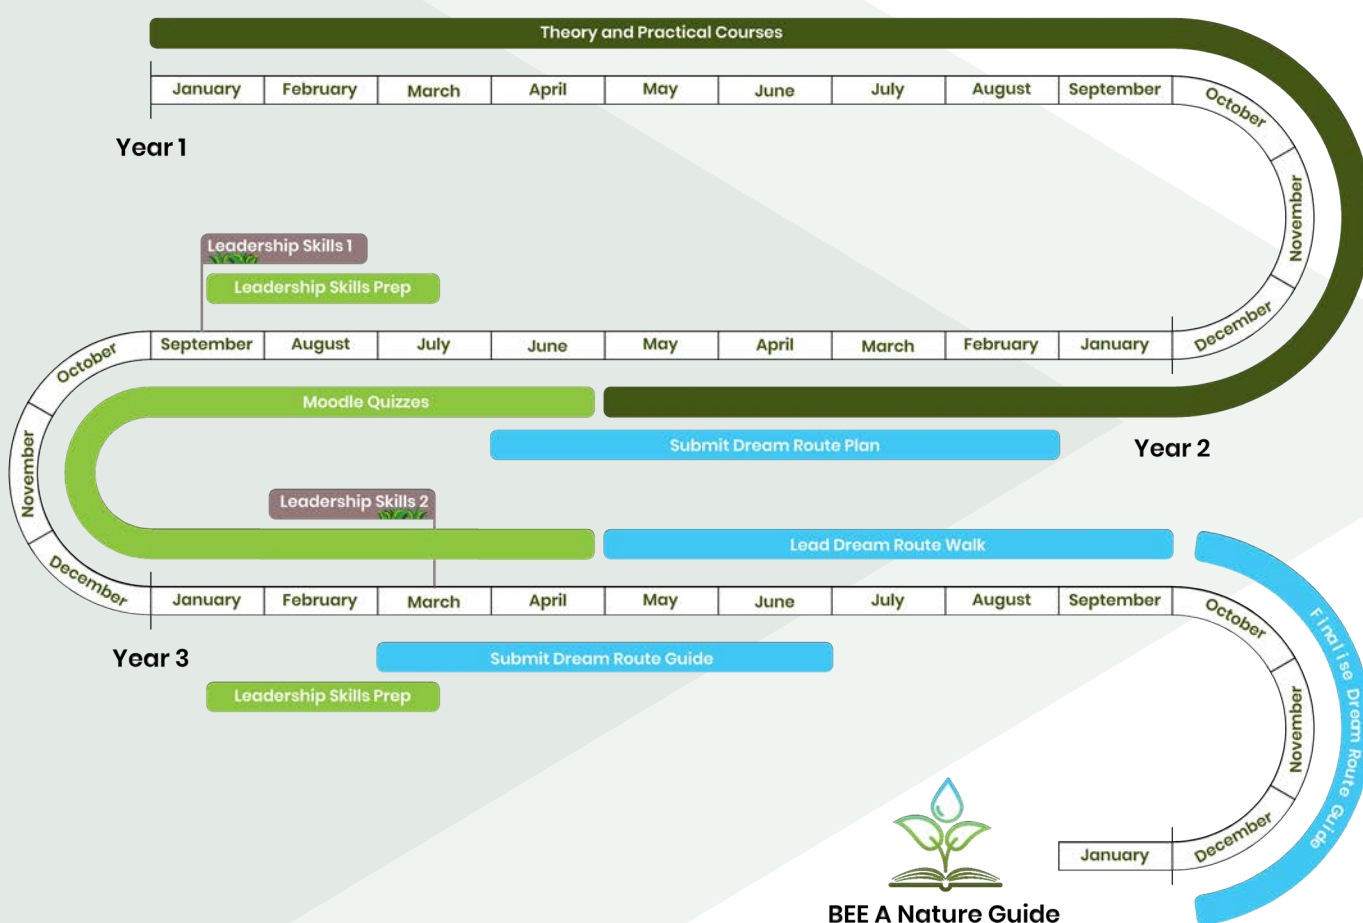 Theory and Practical Courses
January February March April May June July August September October November December
Year 1
Leadership Skills 1
Leadership Skills Prep
September August July June May April March February January
October November December
Moodle Quizzes
Submit Dream Route Plan
Year 2
Leadership Skills 2
Lead Dream Route Walk
January February March April May June July August September October November December
Year 3
Submit Dream Route Guide
Leadership Skills Prep
Finalise Dream Route Guide
January
BEE A Nature Guide